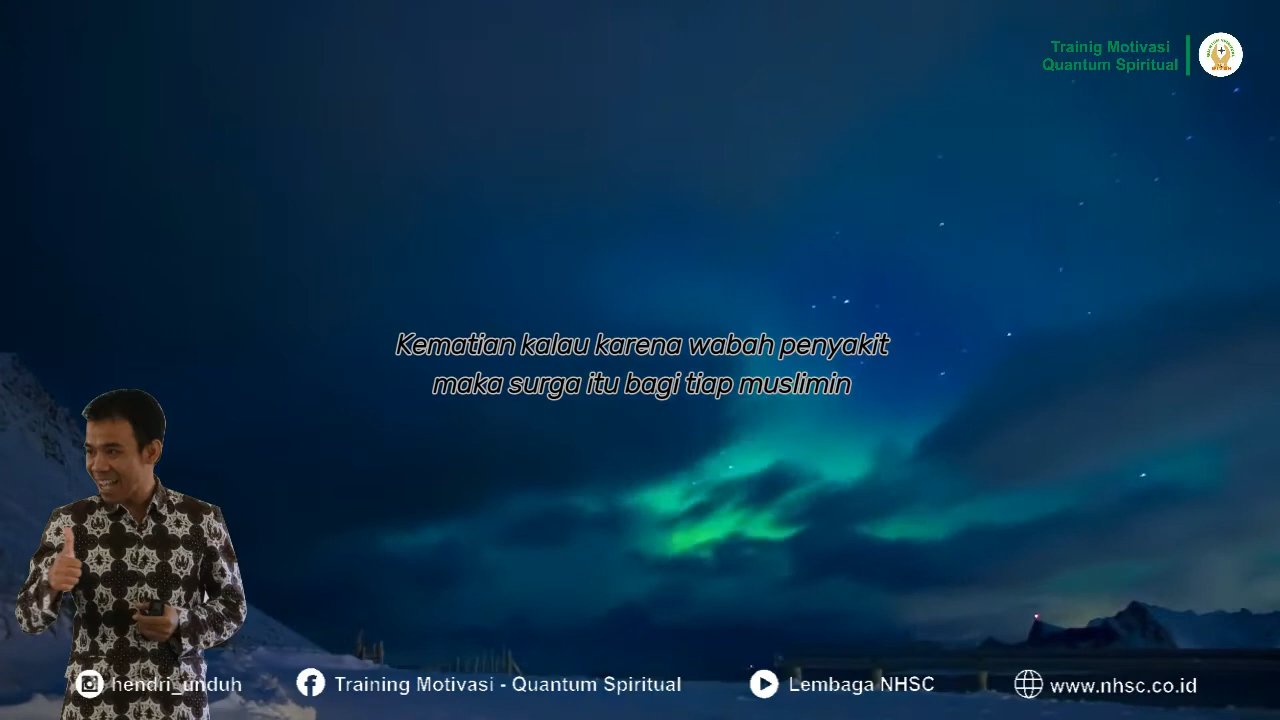 Trainig Motivasi
Quantum Spiritual
Kematian kalau karena wabah penyakit
maka surga itu bagi tiap muslimin
hendri_unduh
Training Motivasi - Quantum Spiritual
Lembaga NHSC
www.nhsc.co.id